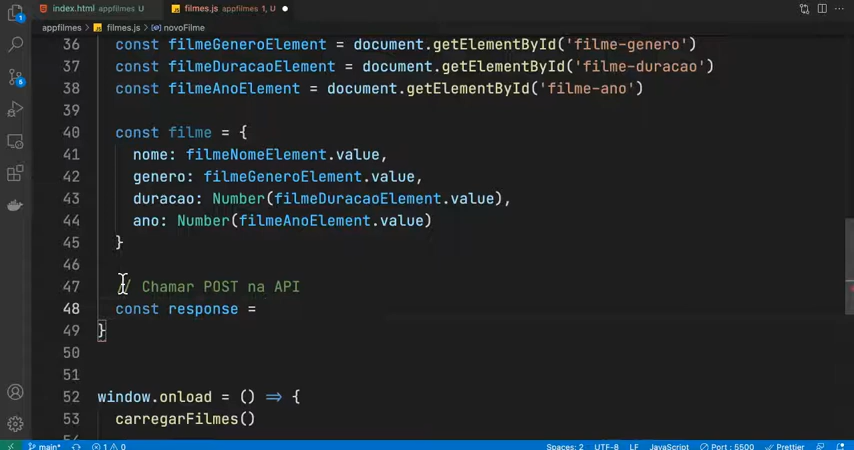 index.html appfilmes U
JS filmes.js appfilmes 1, U
appfilmes > JS filmes.js > novoFilme
36 const filmeGeneroElement = document.getElementById('filme-genero')
37 const filmeDuracaoElement = document.getElementById('filme-duracao')
38 const filmeAnoElement = document.getElementById('filme-ano')
39
40 const filme = {
41 nome: filmeNomeElement.value,
42 genero: filmeGeneroElement.value,
43 duracao: Number(filmeDuracaoElement.value),
44 ano: Number(filmeAnoElement.value)
45 }
46
47 // Chamar POST na API
48 const response =
49 }
50
51
52 window.onload = () => {
53 carregarFilmes()
main* 1 0 Spaces: 2 UTF-8 LF JavaScript Port : 5500 Prettier